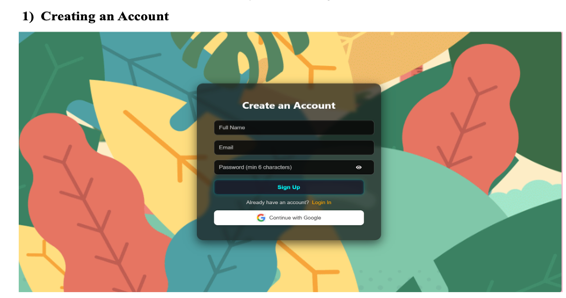 1) Creating an Account
Create an Account
Full Name
Email
Password (min 6 characters)
Sign Up
Already have an account? Login in
Continue with Google